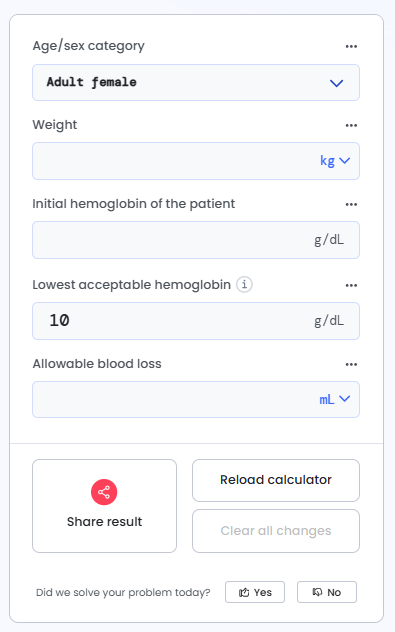 Age/sex category
Adult female
Weight
kg
Initial hemoglobin of the patient
g/dL
Lowest acceptable hemoglobin i
10 g/dL
Allowable blood loss
mL
Share result
Reload calculator
Clear all changes
Did we solve your problem today? Yes No